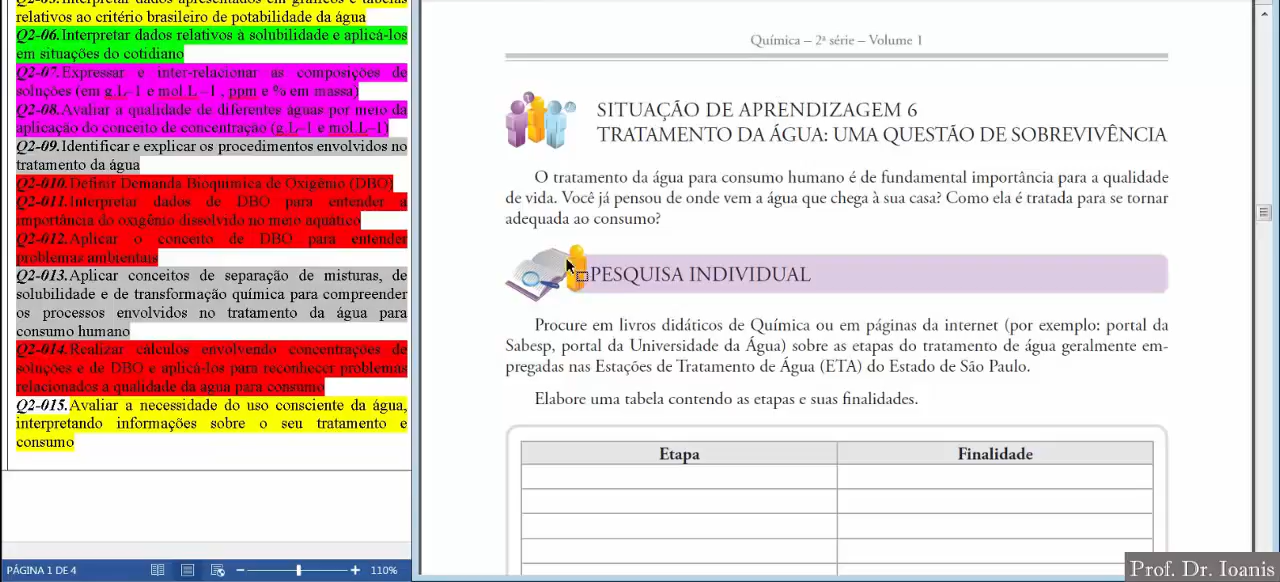 Q2-05.Interpretar dados apresentados em gráficos e tabelas
relativos ao critério brasileiro de potabilidade da água
Q2-06.Interpretar dados relativos à solubilidade e aplicá-los
em situações do cotidiano
Q2-07.Expressar e inter-relacionar as composições de
soluções (em g.L–1 e mol L –1 , ppm e % em massa)
Q2-08.Avaliar a qualidade de diferentes águas por meio da
aplicação do conceito de concentração (g.L–1 e mol.L–1)
Q2-09.Identificar e explicar os procedimentos envolvidos no
tratamento da água
Q2-010.Definir Demanda Bioquímica de Oxigênio (DBO)
Q2-011.Interpretar dados de DBO para entender a
importância do oxigênio dissolvido no meio aquático
Q2-012.Aplicar o conceito de DBO para entender
problemas ambientais
Q2-013.Aplicar conceitos de separação de misturas, de
solubilidade e de transformação química para compreender
os processos envolvidos no tratamento da água para
consumo humano
Q2-014.Realizar cálculos envolvendo concentrações de
soluções e de DBO e aplicá-los para reconhecer problemas
relacionados à qualidade da água para consumo
Q2-015.Avaliar a necessidade do uso consciente da água,
interpretando informações sobre o seu tratamento e
consumo
PÁGINA 1 DE 4
110%
Química – 2ª série – Volume 1
SITUAÇÃO DE APRENDIZAGEM 6
TRATAMENTO DA ÁGUA: UMA QUESTÃO DE SOBREVIVÊNCIA
O tratamento da água para consumo humano é de fundamental importância para a qualidade
de vida. Você já pensou de onde vem a água que chega à sua casa? Como ela é tratada para se tornar
adequada ao consumo?
PESQUISA INDIVIDUAL
Procure em livros didáticos de Química ou em páginas da internet (por exemplo: portal da
Sabesp, portal da Universidade da Água) sobre as etapas do tratamento de água geralmente em-
pregadas nas Estações de Tratamento de Água (ETA) do Estado de São Paulo.
Elabore uma tabela contendo as etapas e suas finalidades.
Etapa Finalidade
Prof. Dr. Ioanis